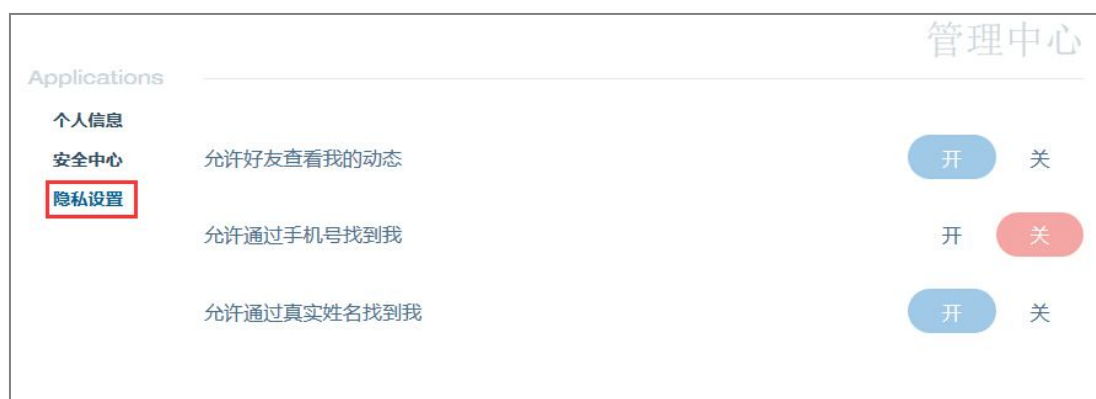 管理中心
Applications
个人信息
安全中心
隐私设置
允许好友查看我的动态 开 关
允许通过手机号找到我 开 关
允许通过真实姓名找到我 开 关